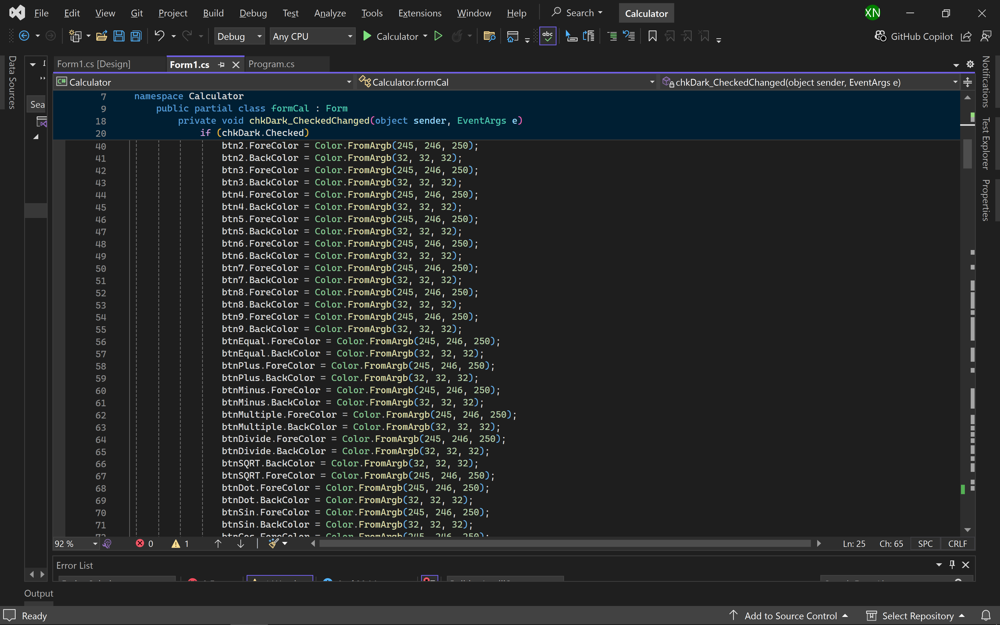 File Edit View Git Project Build Debug Test Analyze Tools Extensions Window Help Search Calculator XN
Debug Any CPU Calculator abc GitHub Copilot
Data Sources
Sea
Form1.cs [Design] Form1.cs Program.cs
C# Calculator Calculator.formCal chkDark_CheckedChanged(object sender, EventArgs e)
7 namespace Calculator
9 public partial class formCal : Form
18 private void chkDark_CheckedChanged(object sender, EventArgs e)
20 if (chkDark.Checked)
40 btn2.ForeColor = Color.FromArgb(245, 246, 250);
41 btn2.BackColor = Color.FromArgb(32, 32, 32);
42 btn3.ForeColor = Color.FromArgb(245, 246, 250);
43 btn3.BackColor = Color.FromArgb(32, 32, 32);
44 btn4.ForeColor = Color.FromArgb(245, 246, 250);
45 btn4.BackColor = Color.FromArgb(32, 32, 32);
46 btn5.ForeColor = Color.FromArgb(245, 246, 250);
47 btn5.BackColor = Color.FromArgb(32, 32, 32);
48 btn6.ForeColor = Color.FromArgb(245, 246, 250);
49 btn6.BackColor = Color.FromArgb(32, 32, 32);
50 btn7.ForeColor = Color.FromArgb(245, 246, 250);
51 btn7.BackColor = Color.FromArgb(32, 32, 32);
52 btn8.ForeColor = Color.FromArgb(245, 246, 250);
53 btn8.BackColor = Color.FromArgb(32, 32, 32);
54 btn9.ForeColor = Color.FromArgb(245, 246, 250);
55 btn9.BackColor = Color.FromArgb(32, 32, 32);
56 btnEqual.ForeColor = Color.FromArgb(245, 246, 250);
57 btnEqual.BackColor = Color.FromArgb(32, 32, 32);
58 btnPlus.ForeColor = Color.FromArgb(245, 246, 250);
59 btnPlus.BackColor = Color.FromArgb(32, 32, 32);
60 btnMinus.ForeColor = Color.FromArgb(245, 246, 250);
61 btnMinus.BackColor = Color.FromArgb(32, 32, 32);
62 btnMultiple.ForeColor = Color.FromArgb(245, 246, 250);
63 btnMultiple.BackColor = Color.FromArgb(32, 32, 32);
64 btnDivide.ForeColor = Color.FromArgb(245, 246, 250);
65 btnDivide.BackColor = Color.FromArgb(32, 32, 32);
66 btnSQRT.BackColor = Color.FromArgb(32, 32, 32);
67 btnSQRT.ForeColor = Color.FromArgb(245, 246, 250);
68 btnDot.ForeColor = Color.FromArgb(245, 246, 250);
69 btnDot.BackColor = Color.FromArgb(32, 32, 32);
70 btnSin.ForeColor = Color.FromArgb(245, 246, 250);
71 btnSin.BackColor = Color.FromArgb(32, 32, 32);
92 % 0 1 Ln: 25 Ch: 65 SPC CRLF
Notifications
Test Explorer
Properties
Error List
Output
Ready Add to Source Control Select Repository